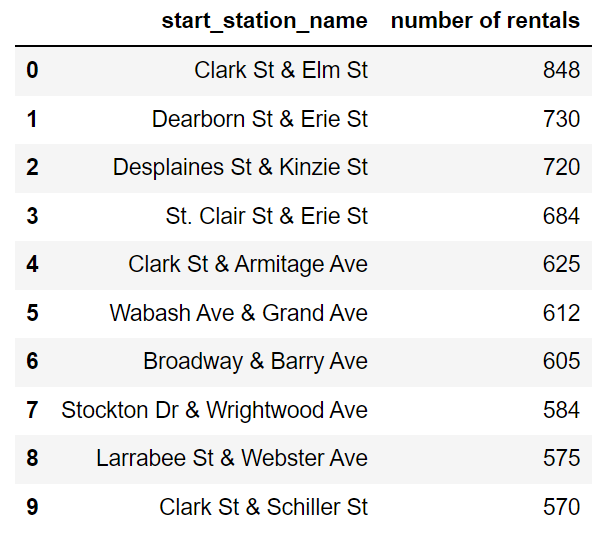 start_station_name number of rentals
0 Clark St & Elm St 848
1 Dearborn St & Erie St 730
2 Desplaines St & Kinzie St 720
3 St. Clair St & Erie St 684
4 Clark St & Armitage Ave 625
5 Wabash Ave & Grand Ave 612
6 Broadway & Barry Ave 605
7 Stockton Dr & Wrightwood Ave 584
8 Larrabee St & Webster Ave 575
9 Clark St & Schiller St 570